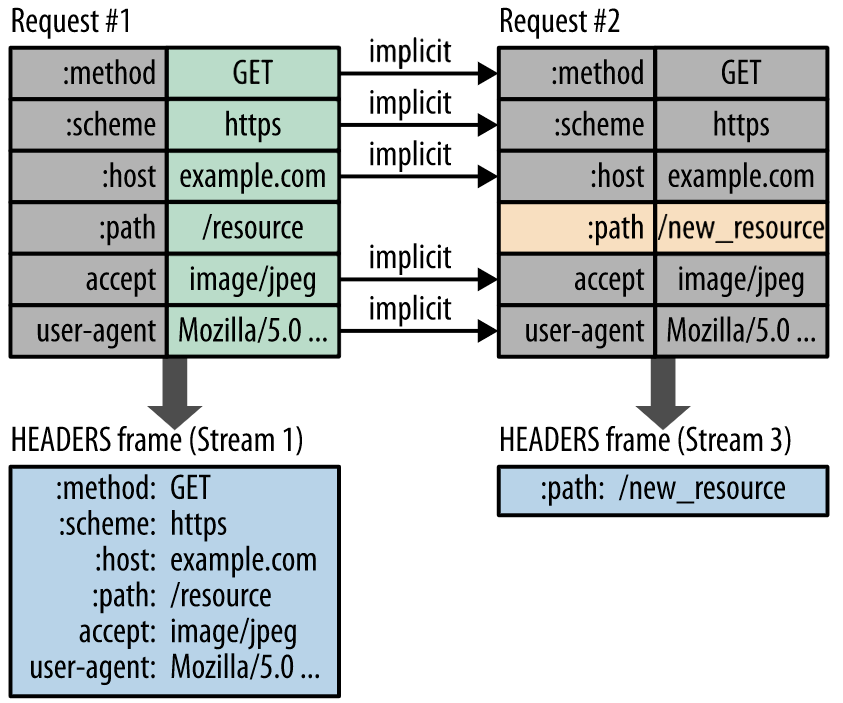 Request #1
:method GET
:scheme https
:host example.com
:path /resource
accept image/jpeg
user-agent Mozilla/5.0 ...
implicit
implicit
implicit
implicit
implicit
Request #2
:method GET
:scheme https
:host example.com
:path /new_resource
accept image/jpeg
user-agent Mozilla/5.0 ...
HEADERS frame (Stream 1)
:method: GET
:scheme: https
:host: example.com
:path: /resource
accept: image/jpeg
user-agent: Mozilla/5.0 ...
HEADERS frame (Stream 3)
:path: /new_resource